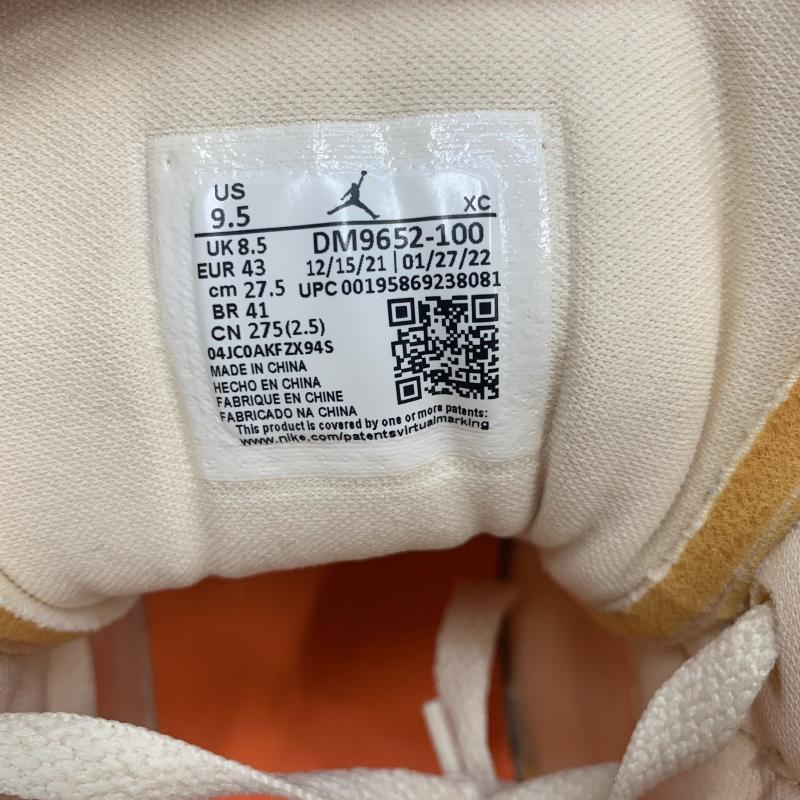 US
9.5 XC
UK 8.5 DM9652-100
EUR 43 12/15/21 | 01/27/22
cm 27.5 UPC 00195869238081
BR 41
CN 275(2.5)
04JC0AKFZX94S
MADE IN CHINA
HECHO EN CHINA
FABRIQUE EN CHINE
FABRICADO NA CHINA
This product is covered by one or more patents:
www.nike.com/patentsvirtualmarking